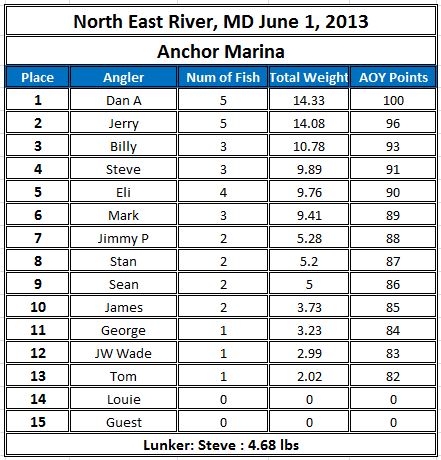 North East River, MD June 1, 2013
Anchor Marina
Place Angler Num of Fish Total Weight AOY Points
1 Dan A 5 14.33 100
2 Jerry 5 14.08 96
3 Billy 3 10.78 93
4 Steve 3 9.89 91
5 Eli 4 9.76 90
6 Mark 3 9.41 89
7 Jimmy P 2 5.28 88
8 Stan 2 5.2 87
9 Sean 2 5 86
10 James 2 3.73 85
11 George 1 3.23 84
12 JW Wade 1 2.99 83
13 Tom 1 2.02 82
14 Louie 0 0 0
15 Guest 0 0 0
Lunker: Steve : 4.68 lbs